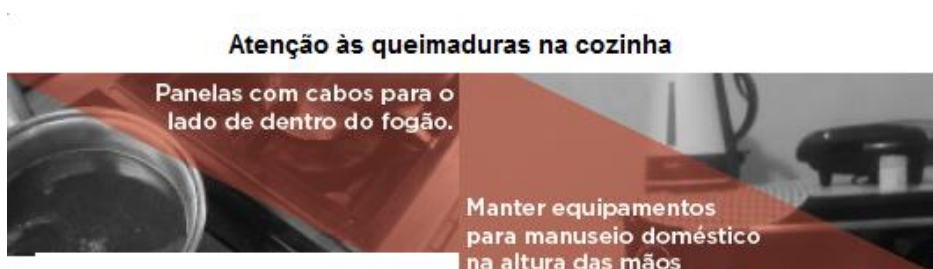 Atenção às queimaduras na cozinha
Panelas com cabos para o
lado de dentro do fogão.
Manter equipamentos
para manuseio doméstico
na altura das mãos